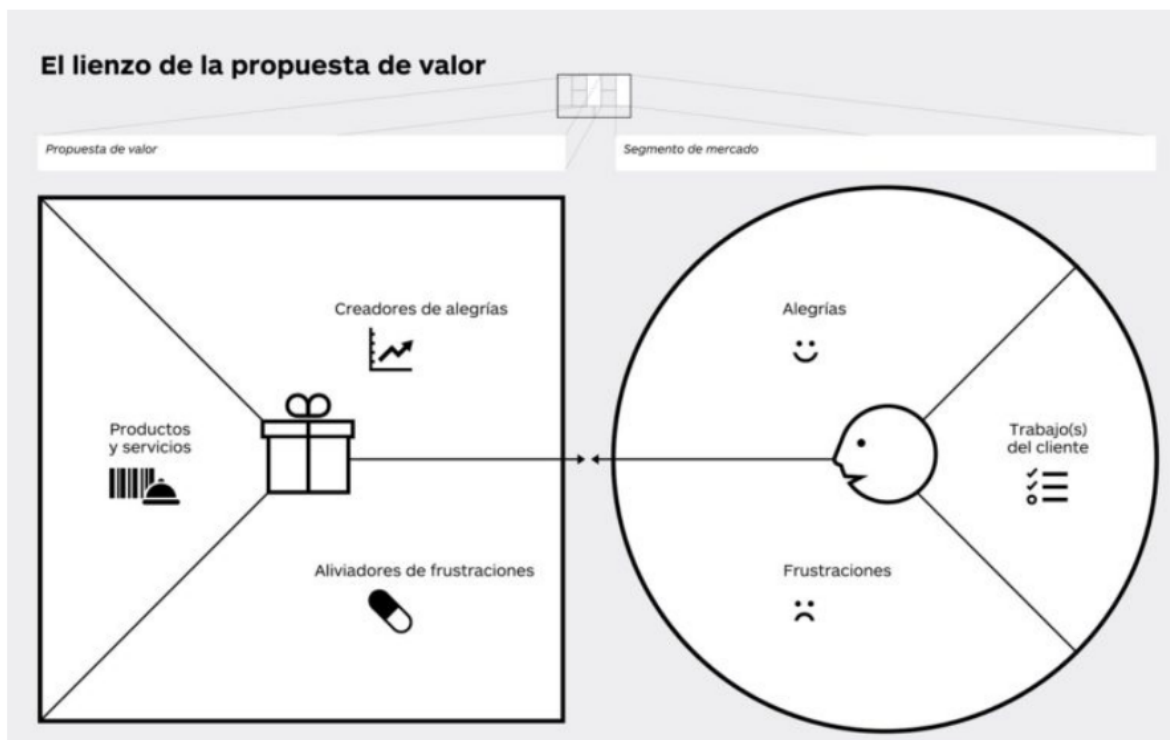 El lienzo de la propuesta de valor
Propuesta de valor
Segmento de mercado
Creadores de alegrías
Productos
y servicios
Aliviadores de frustraciones
Alegrías
Trabajo(s)
del cliente
Frustraciones